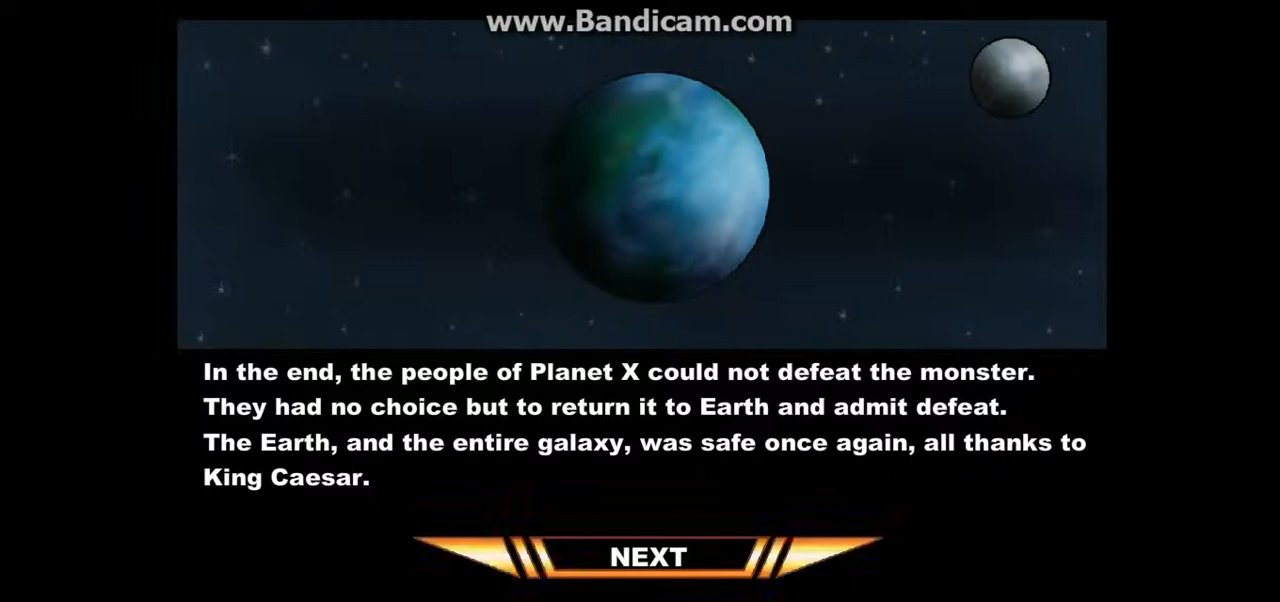 www.Bandicam.com
In the end, the people of Planet X could not defeat the monster.
They had no choice but to return it to Earth and admit defeat.
The Earth, and the entire galaxy, was safe once again, all thanks to
King Caesar.
NEXT